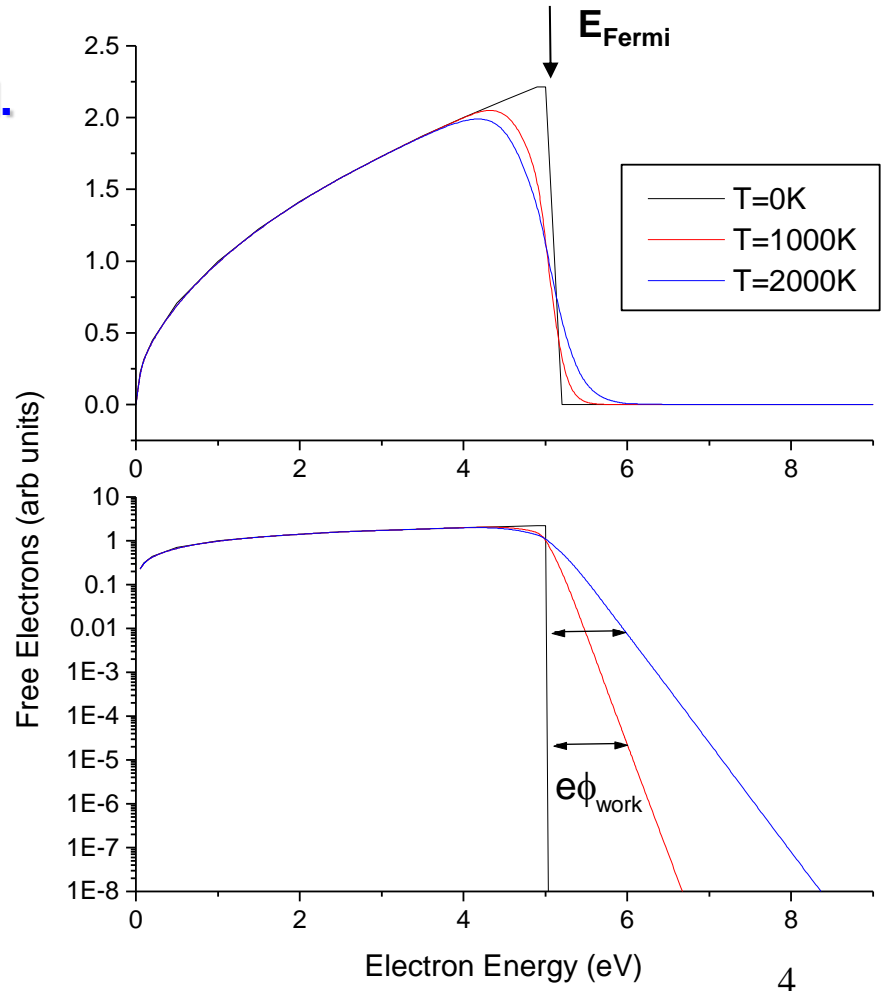 E_Fermi
.
2.5
2.0
1.5
1.0
0.5
0.0
T=0K
T=1000K
T=2000K
0 2 4 6 8
Free Electrons (arb units)
10
1
0.1
0.01
1E-3
1E-4
1E-5
1E-6
1E-7
1E-8
eϕ_work
0 2 4 6 8
Electron Energy (eV)
4